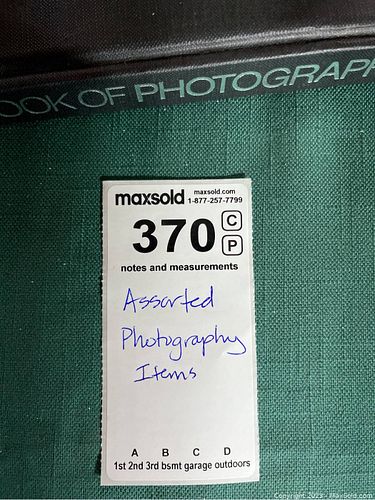 OOK OF PHOTOGRAP
maxsold maxsold.com
1-877-257-7799
370 C
P
notes and measurements
Assorted
Photography
Items
A B C D
1st 2nd 3rd bsmt garage outdoors
Copyright 2023 - MaxSold.com